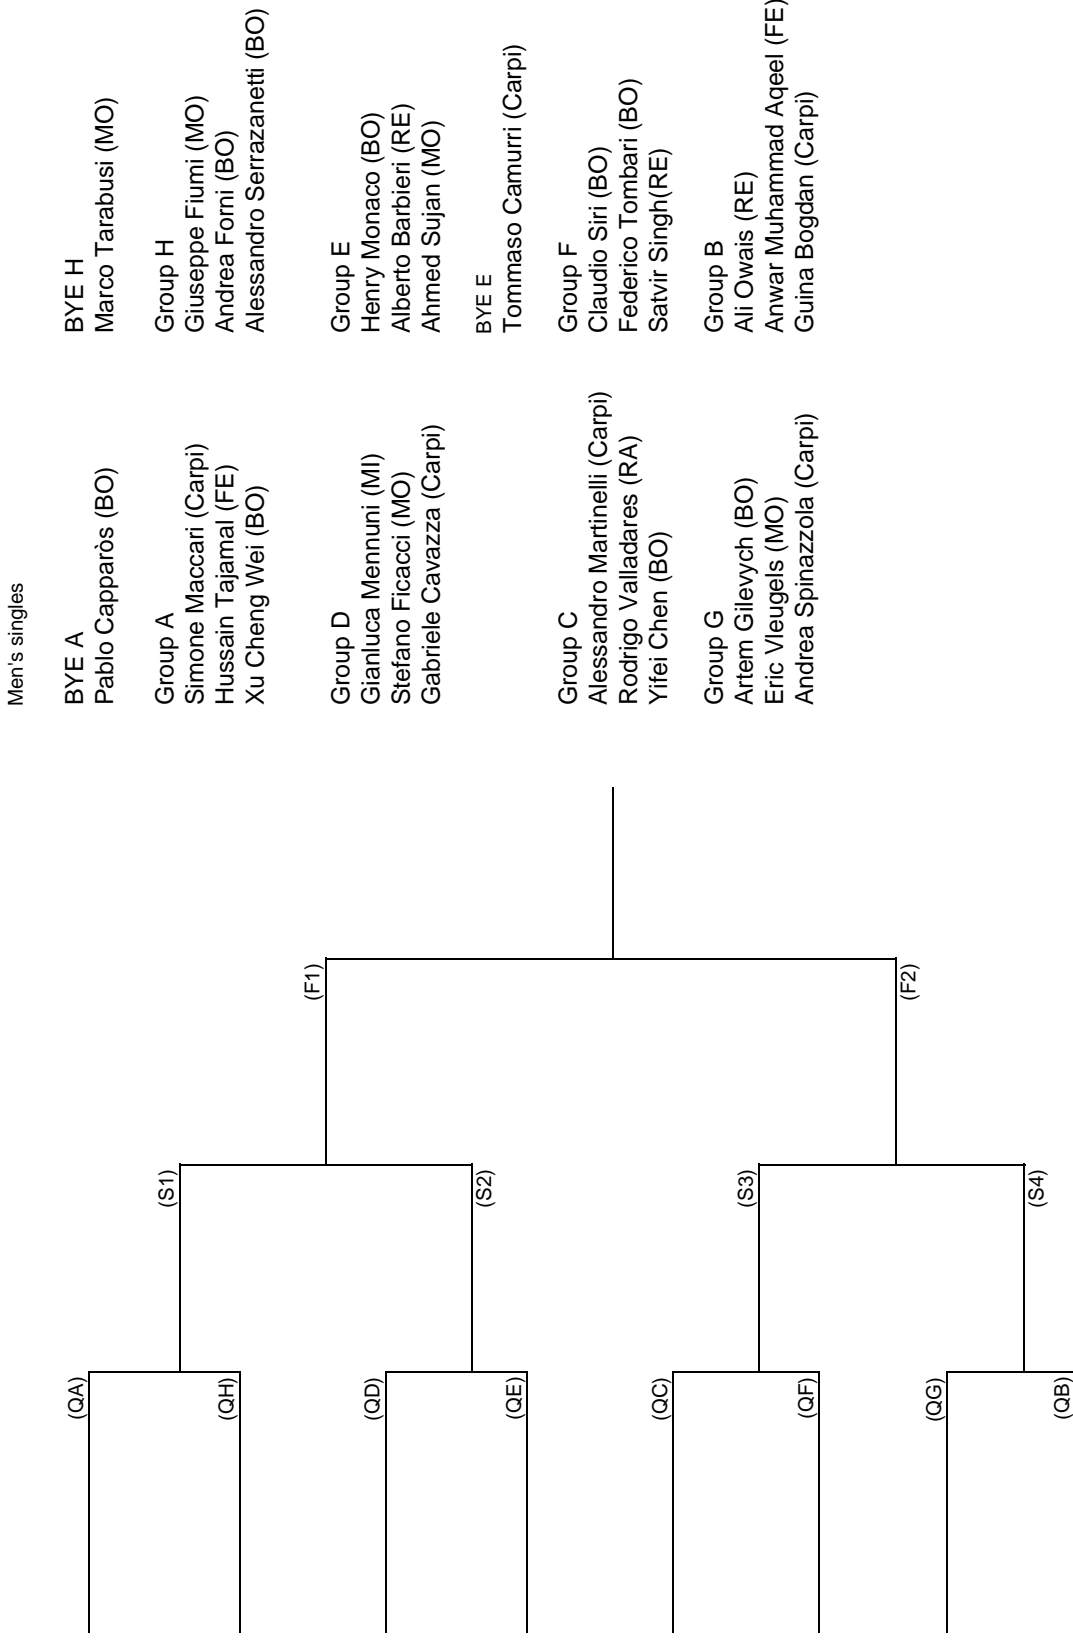 Men's singles
BYE A
Pablo Capparòs (BO)
Group A
Simone Maccari (Carpi)
Hussain Tajamal (FE)
Xu Cheng Wei (BO)
Group D
Gianluca Mennuni (MI)
Stefano Ficacci (MO)
Gabriele Cavazza (Carpi)
Group C
Alessandro Martinelli (Carpi)
Rodrigo Valladares (RA)
Yifei Chen (BO)
Group G
Artem Gilevych (BO)
Eric Vleugels (MO)
Andrea Spinazzola (Carpi)
BYE H
Marco Tarabusi (MO)
Group H
Giuseppe Fiumi (MO)
Andrea Forni (BO)
Alessandro Serrazanetti (BO)
Group E
Henry Monaco (BO)
Alberto Barbieri (RE)
Ahmed Sujan (MO)
BYE E
Tommaso Camurri (Carpi)
Group F
Claudio Siri (BO)
Federico Tombari (BO)
Satvir Singh(RE)
Group B
Ali Owais (RE)
Anwar Muhammad Aqeel (FE)
Guina Bogdan (Carpi)
(QA)
(QH)
(QD)
(QE)
(QC)
(QF)
(QG)
(QB)
(S1)
(S2)
(S3)
(S4)
(F1)
(F2)